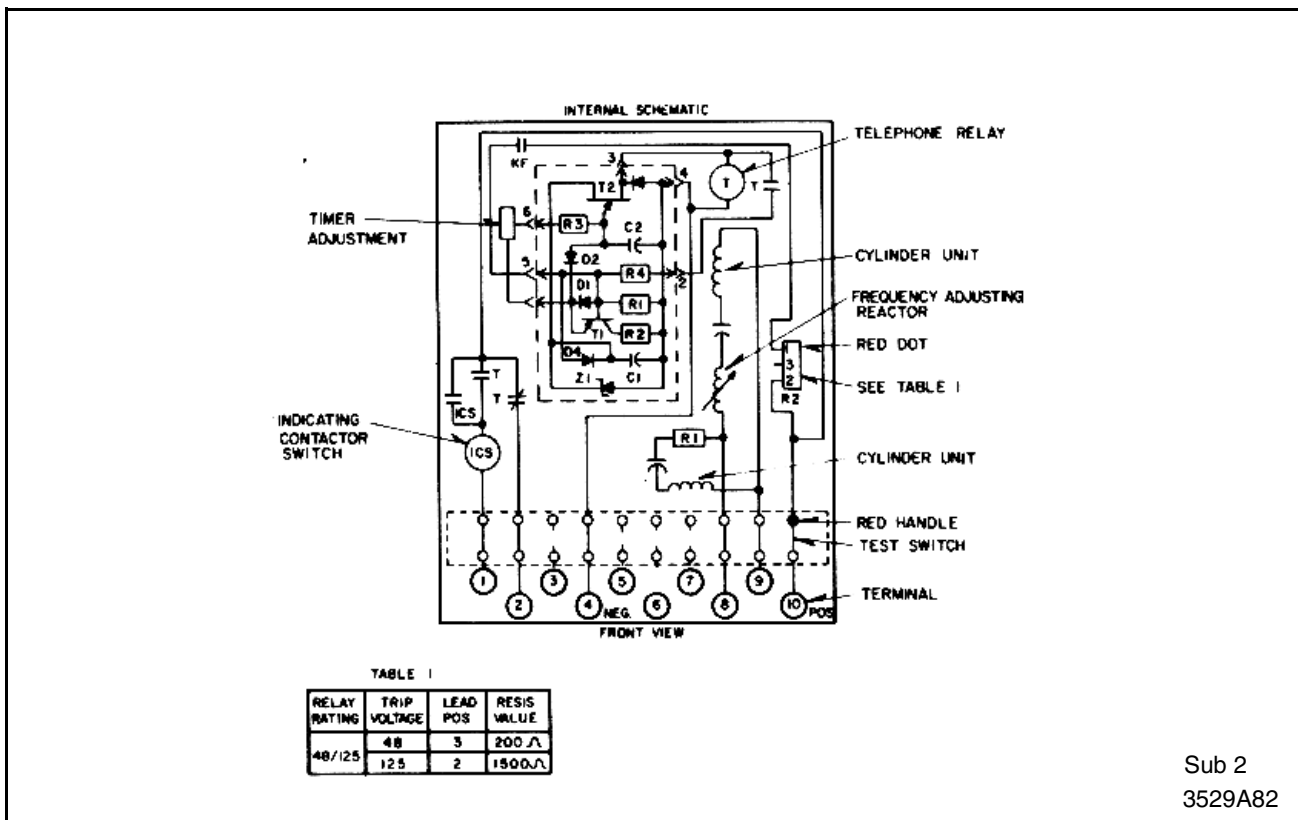 INTERNAL SCHEMATIC
TELEPHONE RELAY
KF
3
4
T2
T
T
TIMER
ADJUSTMENT
6
R3
C2
CYLINDER UNIT
D2
5
R4
2
D1
R1
FREQUENCY ADJUSTING
REACTOR
T1
R2
RED DOT
D4
3
2
SEE TABLE 1
Z1
C1
R2
T
T
ICS
INDICATING
CONTACTOR
SWITCH
ICS
R1
CYLINDER UNIT
RED HANDLE
TEST SWITCH
1
3
5
7
9
2
4
NEG.
6
8
10
POS
TERMINAL
FRONT VIEW
TABLE 1
RELAY RATING TRIP VOLTAGE LEAD POS RESIS VALUE
48/125 48 3 200 Ω
125 2 1500Ω
Sub 2
3529A82